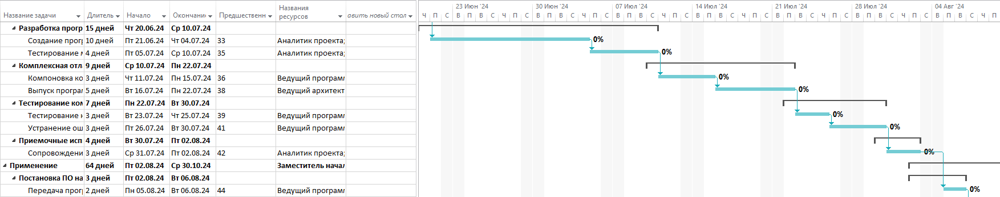 Название задачи Длитель Начало Окончани Предшественн Названия ресурсов авить новый стол
Разработка прогр 15 дней Чт 20.06.24 Ср 10.07.24
Создание прог 10 дней Пт 21.06.24 Чт 04.07.24 33 Аналитик проекта;
Тестирование м 4 дней Пт 05.07.24 Ср 10.07.24 35 Аналитик проекта;
Комплексная отла 9 дней Ср 10.07.24 Пн 22.07.24
Компоновка ко 3 дней Чт 11.07.24 Пн 15.07.24 36 Ведущий програм
Выпуск програ 5 дней Вт 16.07.24 Пн 22.07.24 38 Ведущий архитект
Тестирование ком 7 дней Пн 22.07.24 Вт 30.07.24
Тестирование н 3 дней Вт 23.07.24 Чт 25.07.24 39 Ведущий програм
Устранение ош 3 дней Пт 26.07.24 Вт 30.07.24 41 Ведущий програм
Приемочные исп 4 дней Вт 30.07.24 Пт 02.08.24
Сопровождени 3 дней Ср 31.07.24 Пт 02.08.24 42 Аналитик проекта;
Применение 64 дней Пт 02.08.24 Ср 30.10.24 Заместитель начал
Постановка ПО на 3 дней Пт 02.08.24 Вт 06.08.24
Передача прог 2 дней Пн 05.08.24 Вт 06.08.24 44 Ведущий програм
23 Июн '24 30 Июн '24 07 Июл '24 14 Июл '24 21 Июл '24 28 Июл '24 04 Авг '24
Ч П С В П В С Ч П С В П В С Ч П С В П В С Ч П С В П В С Ч П С В П В С Ч П С В П В С Ч П С В П В С Ч П
0%
0%
0%
0%
0%
0%
0%
0%